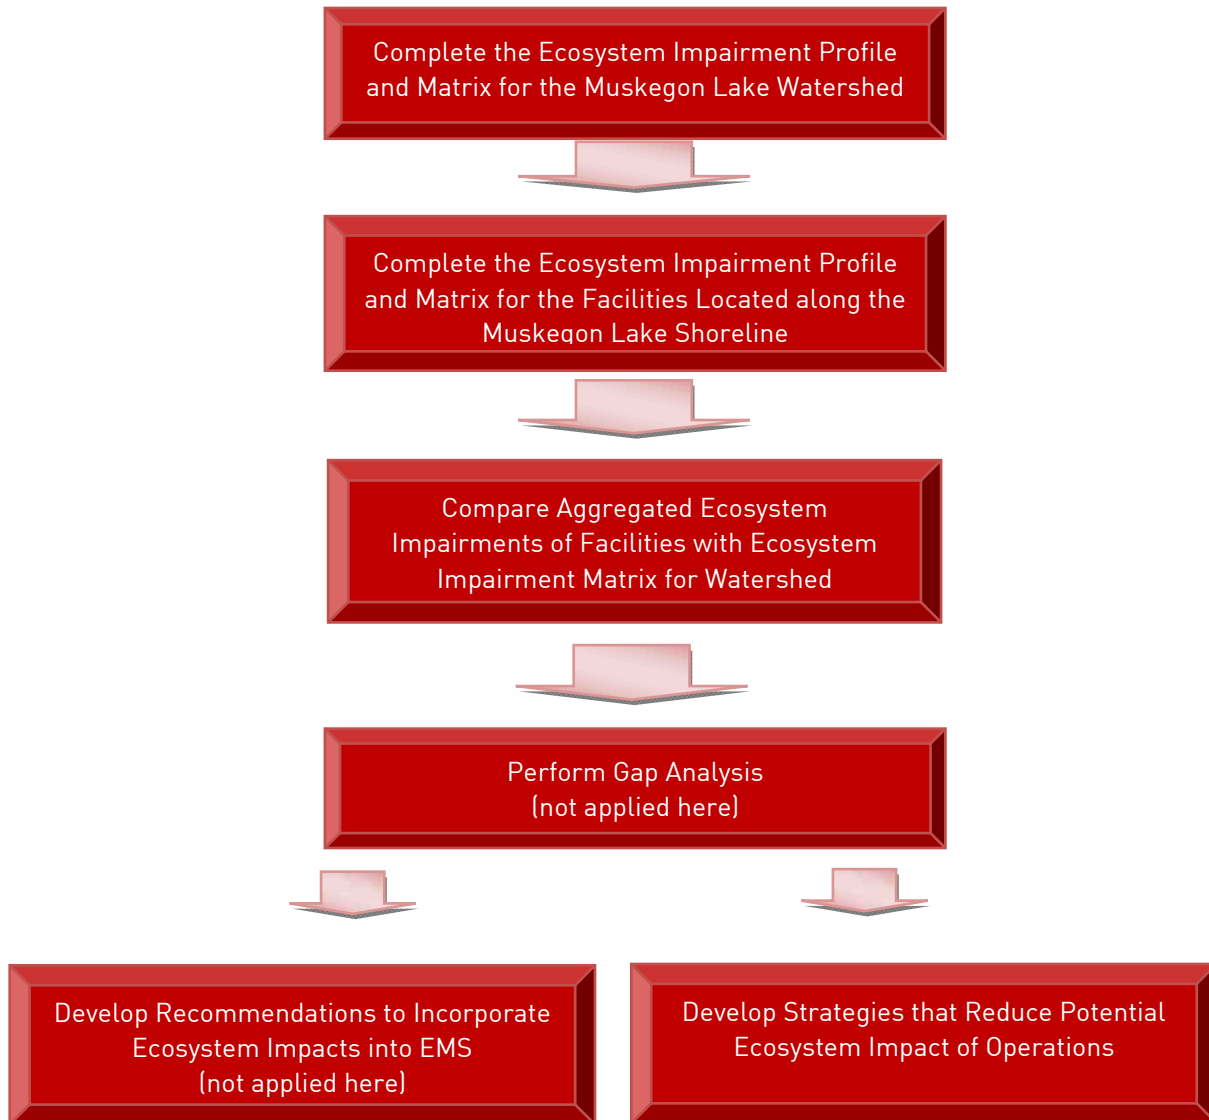 Complete the Ecosystem Impairment Profile
and Matrix for the Muskegon Lake Watershed
Complete the Ecosystem Impairment Profile
and Matrix for the Facilities Located along the
Muskegon Lake Shoreline
Compare Aggregated Ecosystem
Impairments of Facilities with Ecosystem
Impairment Matrix for Watershed
Perform Gap Analysis
(not applied here)
Develop Recommendations to Incorporate
Ecosystem Impacts into EMS
(not applied here)
Develop Strategies that Reduce Potential
Ecosystem Impact of Operations